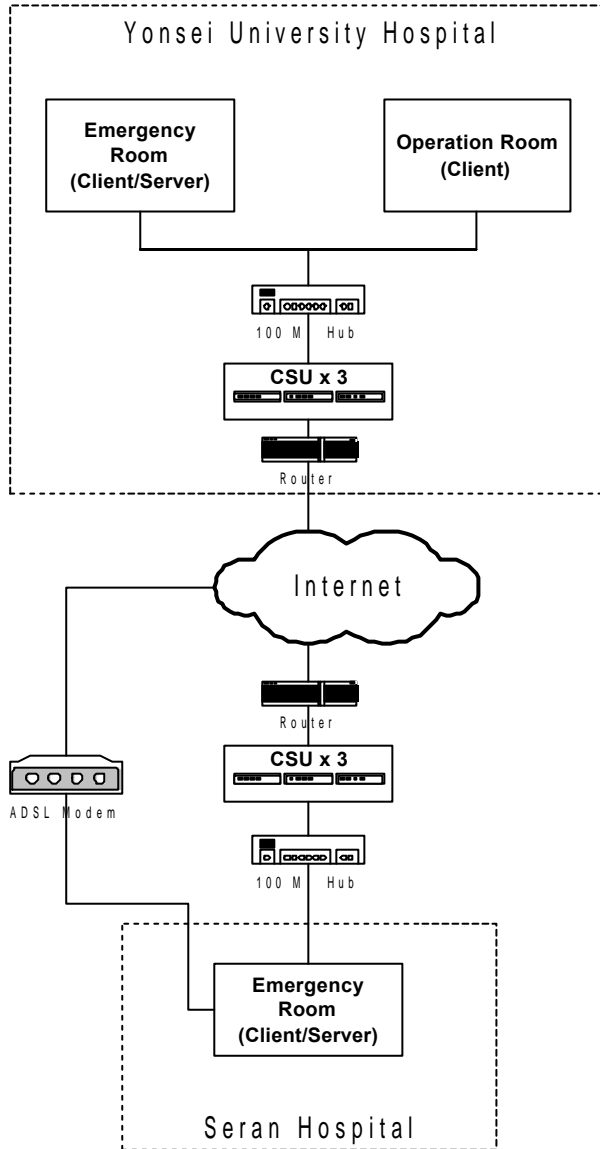 Yonsei University Hospital
Emergency
Room
(Client/Server)
Operation Room
(Client)
100 M Hub
CSU x 3
Router
Internet
Router
CSU x 3
ADSL Modem
100 M Hub
Emergency
Room
(Client/Server)
Seran Hospital